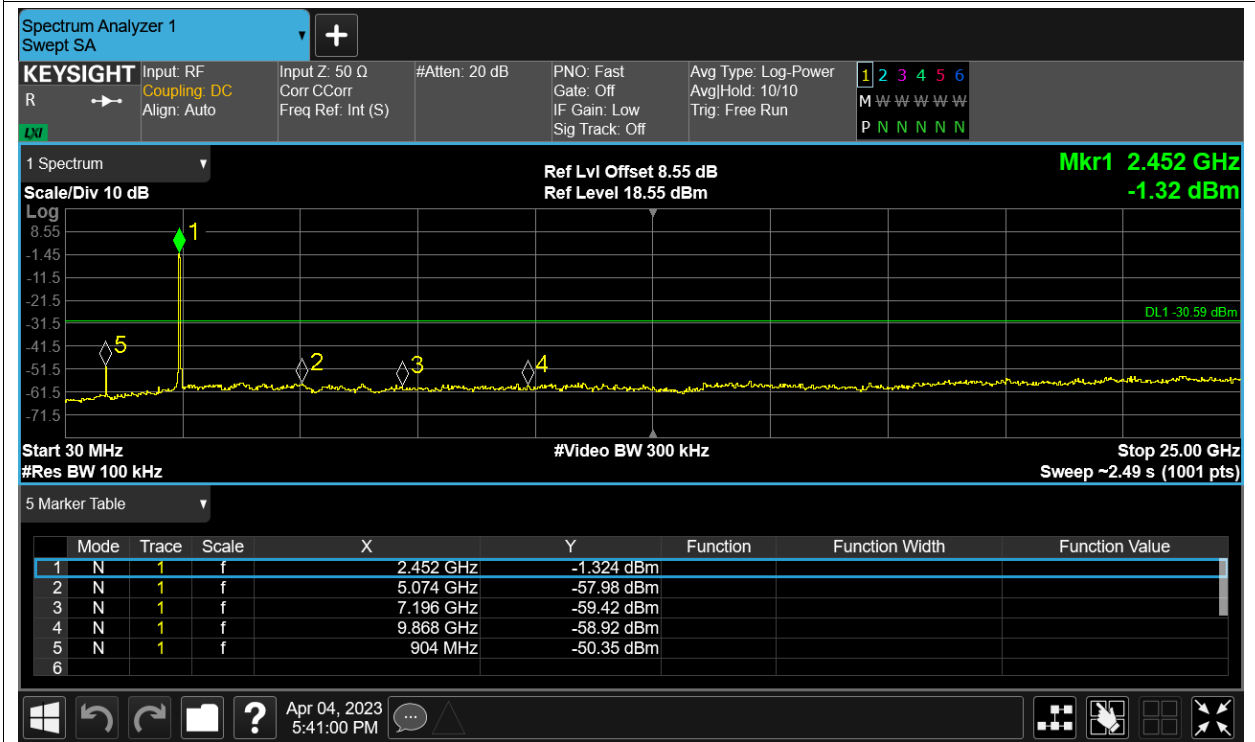 Spectrum Analyzer 1
Swept SA
KEYSIGHT
R
LXI
Input: RF
Coupling: DC
Align: Auto
Input Z: 50 Ω
Corr CCorr
Freq Ref: Int (S)
#Atten: 20 dB
PNO: Fast
Gate: Off
IF Gain: Low
Sig Track: Off
Avg Type: Log-Power
Avg|Hold: 10/10
Trig: Free Run
1 2 3 4 5 6
M W W W W W
P N N N N N
1 Spectrum
Scale/Div 10 dB
Ref Lvl Offset 8.55 dB
Ref Level 18.55 dBm
Mkr1 2.452 GHz
-1.32 dBm
Log
8.55
-1.45
-11.5
-21.5
-31.5
-41.5
-51.5
-61.5
-71.5
1
DL1 -30.59 dBm
5
2
3
4
Start 30 MHz
#Video BW 300 kHz
Stop 25.00 GHz
#Res BW 100 kHz
Sweep ~2.49 s (1001 pts)
5 Marker Table
Mode Trace Scale X Y Function Function Width Function Value
1 N 1 f 2.452 GHz -1.324 dBm
2 N 1 f 5.074 GHz -57.98 dBm
3 N 1 f 7.196 GHz -59.42 dBm
4 N 1 f 9.868 GHz -58.92 dBm
5 N 1 f 904 MHz -50.35 dBm
6
?
Apr 04, 2023
5:41:00 PM